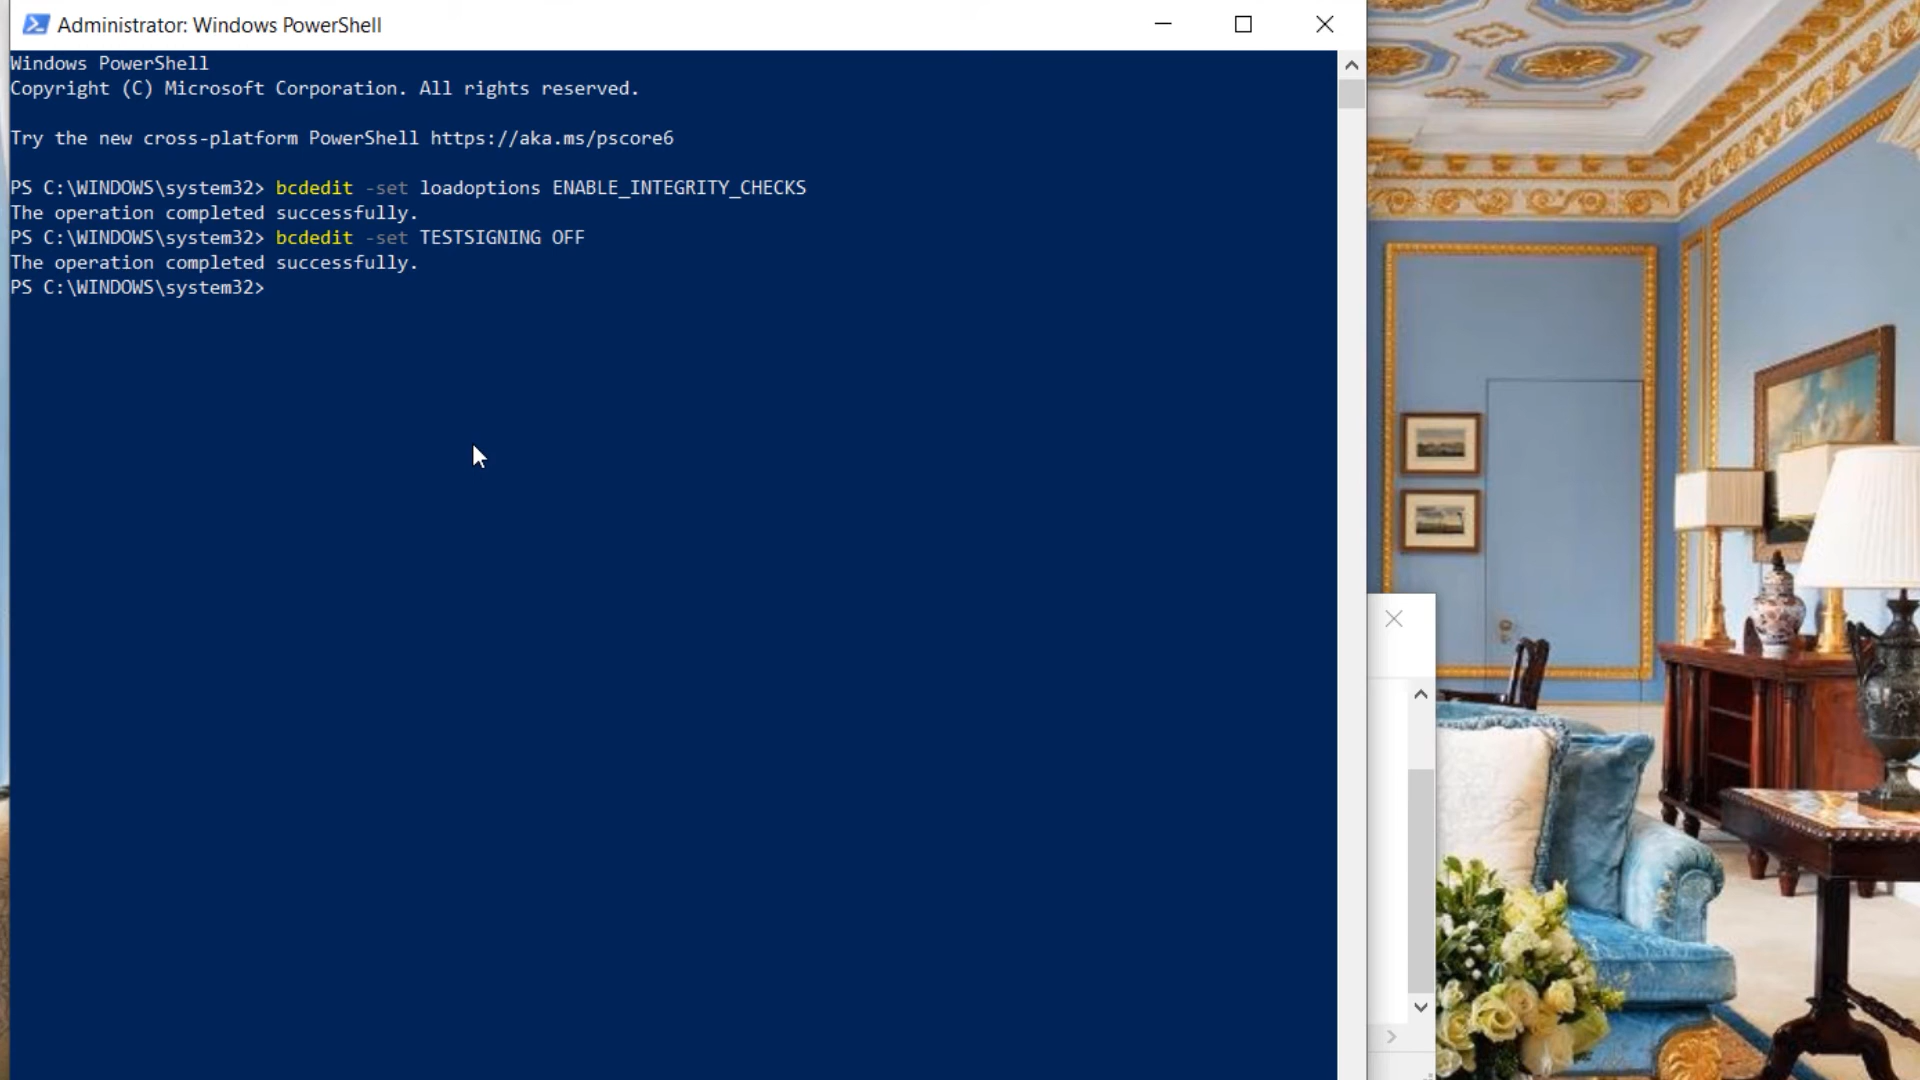 Administrator: Windows PowerShell
Windows PowerShell
Copyright (C) Microsoft Corporation. All rights reserved.
Try the new cross-platform PowerShell https://aka.ms/pscore6
PS C:\WINDOWS\system32> bcdedit -set loadoptions ENABLE_INTEGRITY_CHECKS
The operation completed successfully.
PS C:\WINDOWS\system32> bcdedit -set TESTSIGNING OFF
The operation completed successfully.
PS C:\WINDOWS\system32>